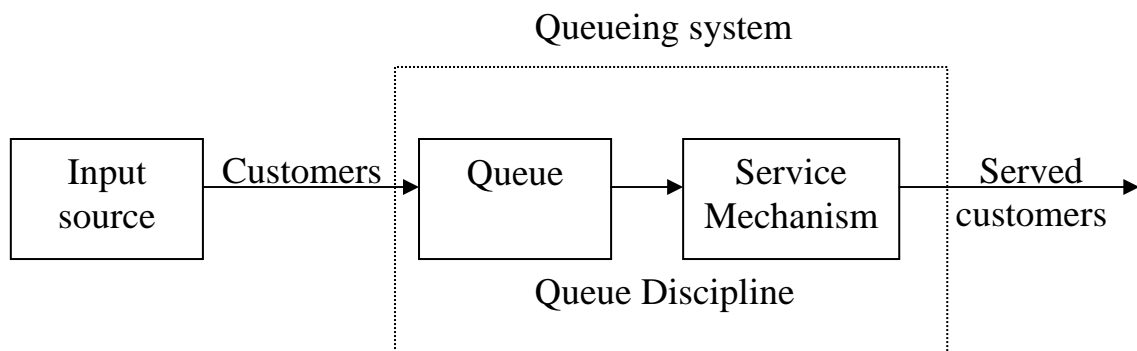 Queueing system
Input
source
Customers
Queue
Service
Mechanism
Served
customers
Queue Discipline